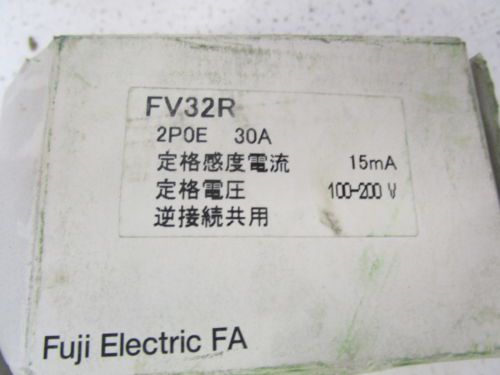 FV32R
2P0E 30A
定格感度電流 15mA
定格電圧 100-200 V
逆接続共用
Fuji Electric FA